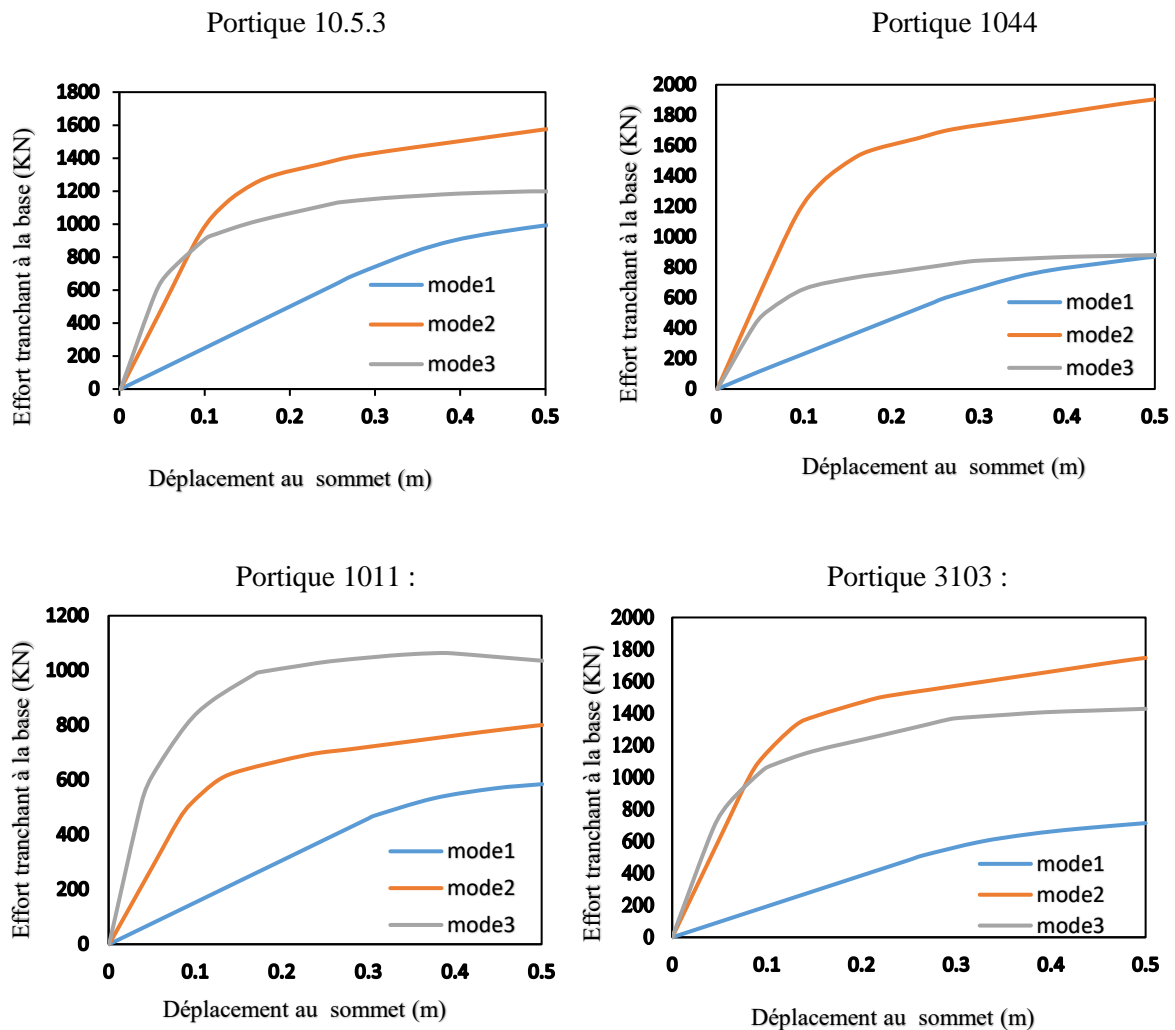 Portique 10.5.3
Effort tranchant à la base (KN)
1800
1600
1400
1200
1000
800
600
400
200
0
mode1
mode2
mode3
0 0.1 0.2 0.3 0.4 0.5
Déplacement au sommet (m)
Portique 1044
Effort tranchant à la base (KN)
2000
1800
1600
1400
1200
1000
800
600
400
200
0
mode1
mode2
mode3
0 0.1 0.2 0.3 0.4 0.5
Déplacement au sommet (m)
Portique 1011 :
Effort tranchant à la base (KN)
1200
1000
800
600
400
200
0
mode1
mode2
mode3
0 0.1 0.2 0.3 0.4 0.5
Déplacement au sommet (m)
Portique 3103 :
Effort tranchant à la base (KN)
2000
1800
1600
1400
1200
1000
800
600
400
200
0
mode1
mode2
mode3
0 0.1 0.2 0.3 0.4 0.5
Déplacement au sommet (m)